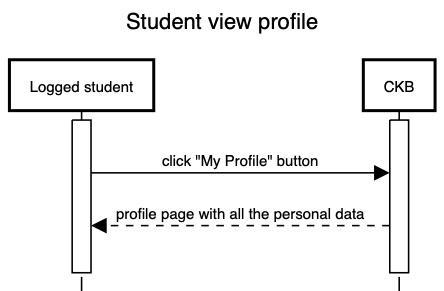 Student view profile
Logged student
CKB
click "My Profile" button
profile page with all the personal data